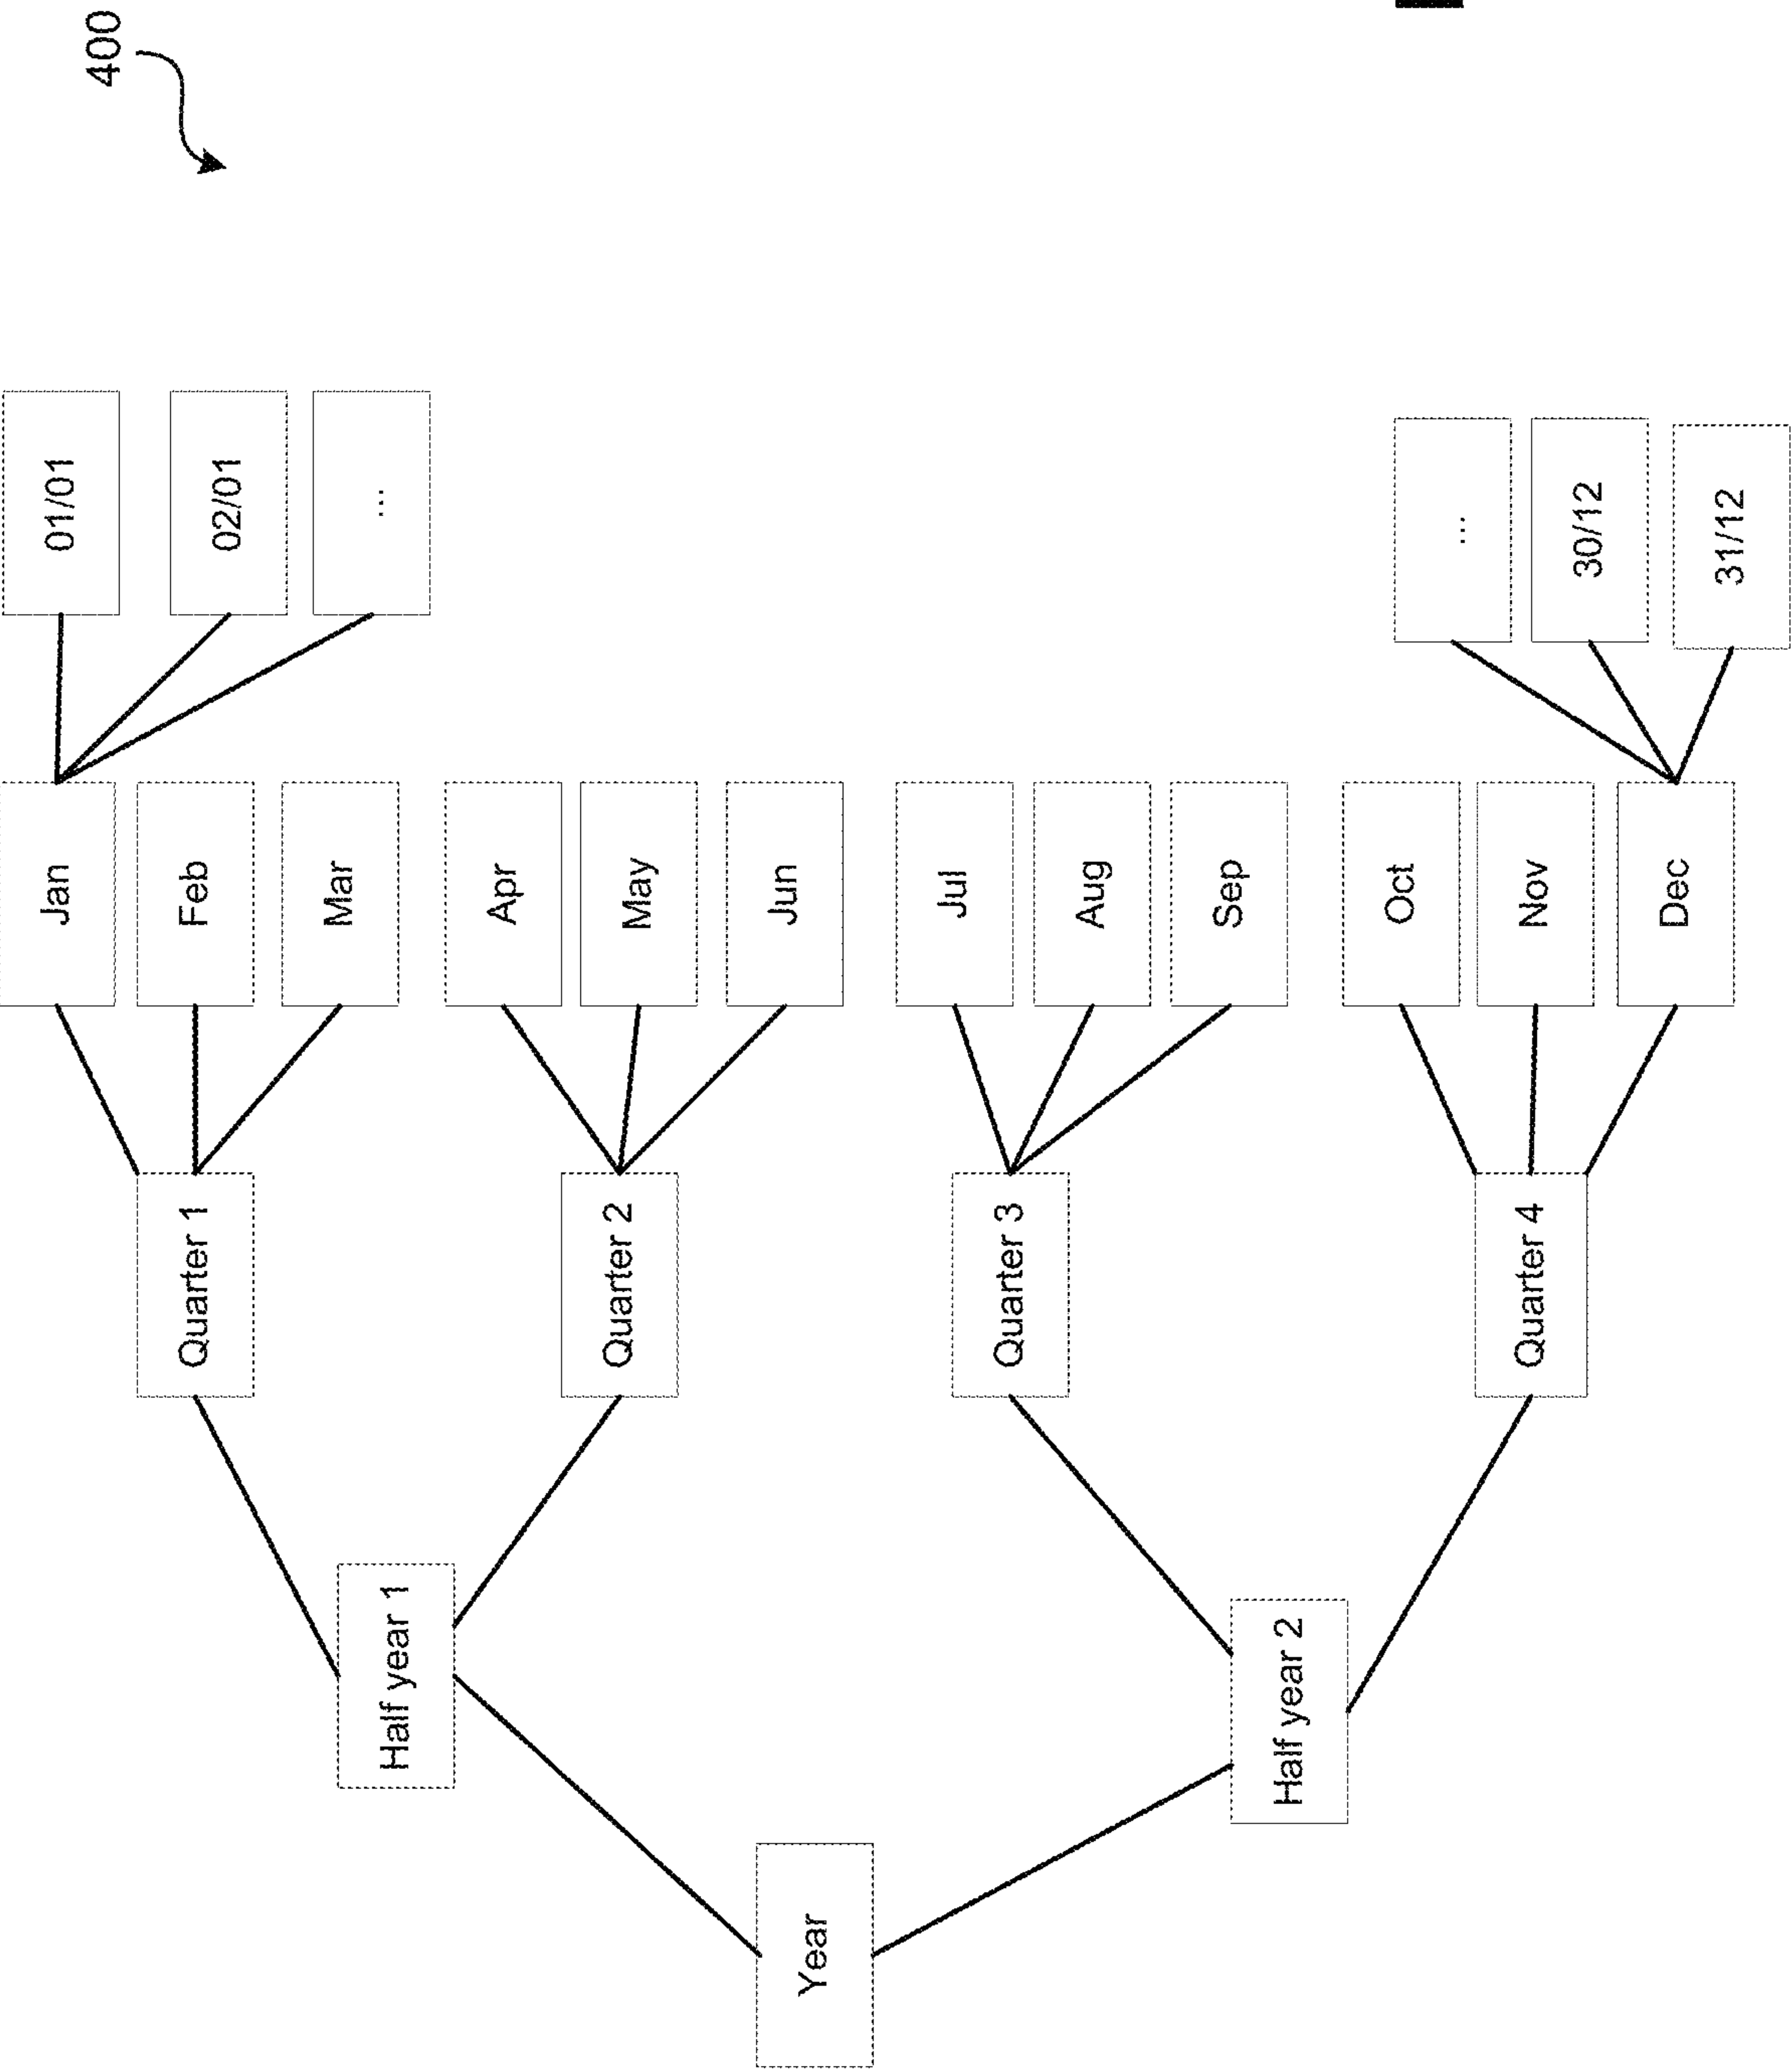 400
Year
Half year 1
Half year 2
Quarter 1
Quarter 2
Quarter 3
Quarter 4
Jan
Feb
Mar
Apr
May
Jun
Jul
Aug
Sep
Oct
Nov
Dec
01/01
02/01
...
...
30/12
31/12